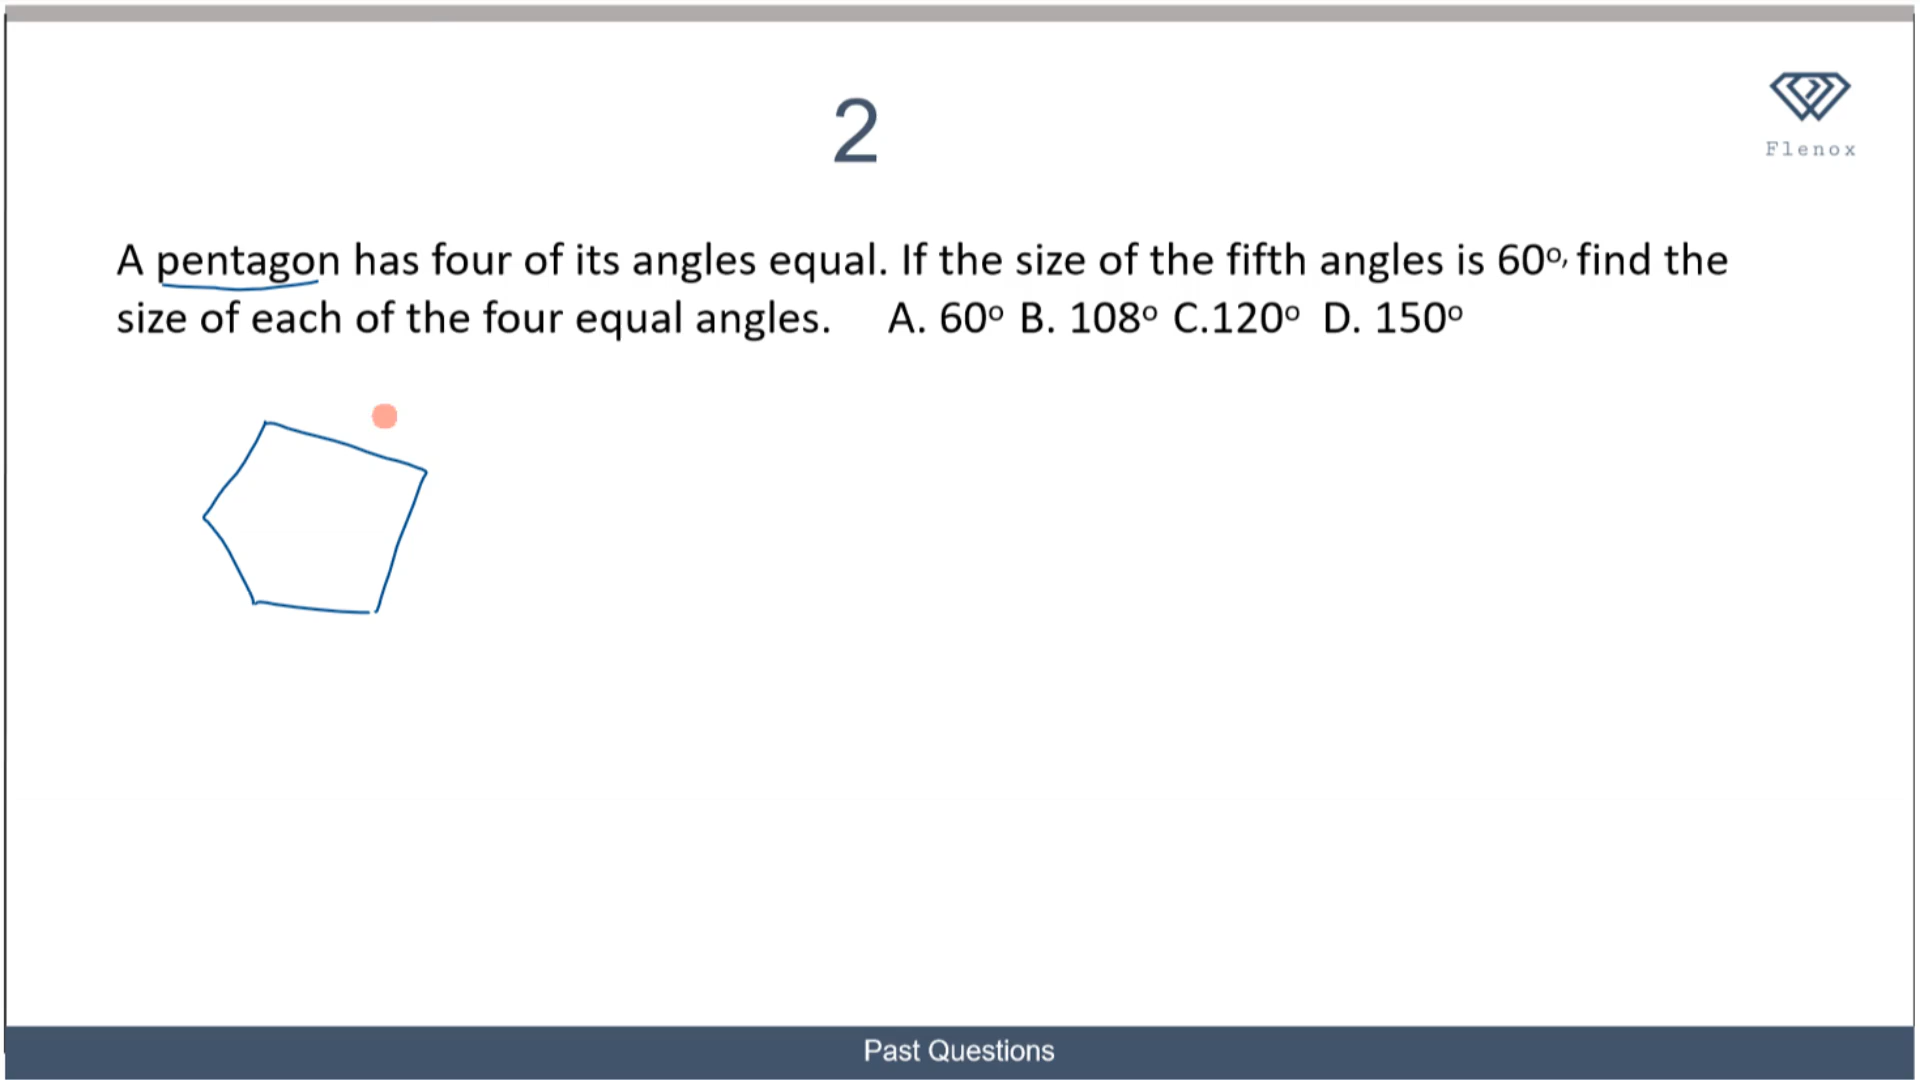 2
Flenox
A pentagon has four of its angles equal. If the size of the fifth angles is 60º, find the
size of each of the four equal angles. A. 60º B. 108º C.120º D. 150º
Past Questions